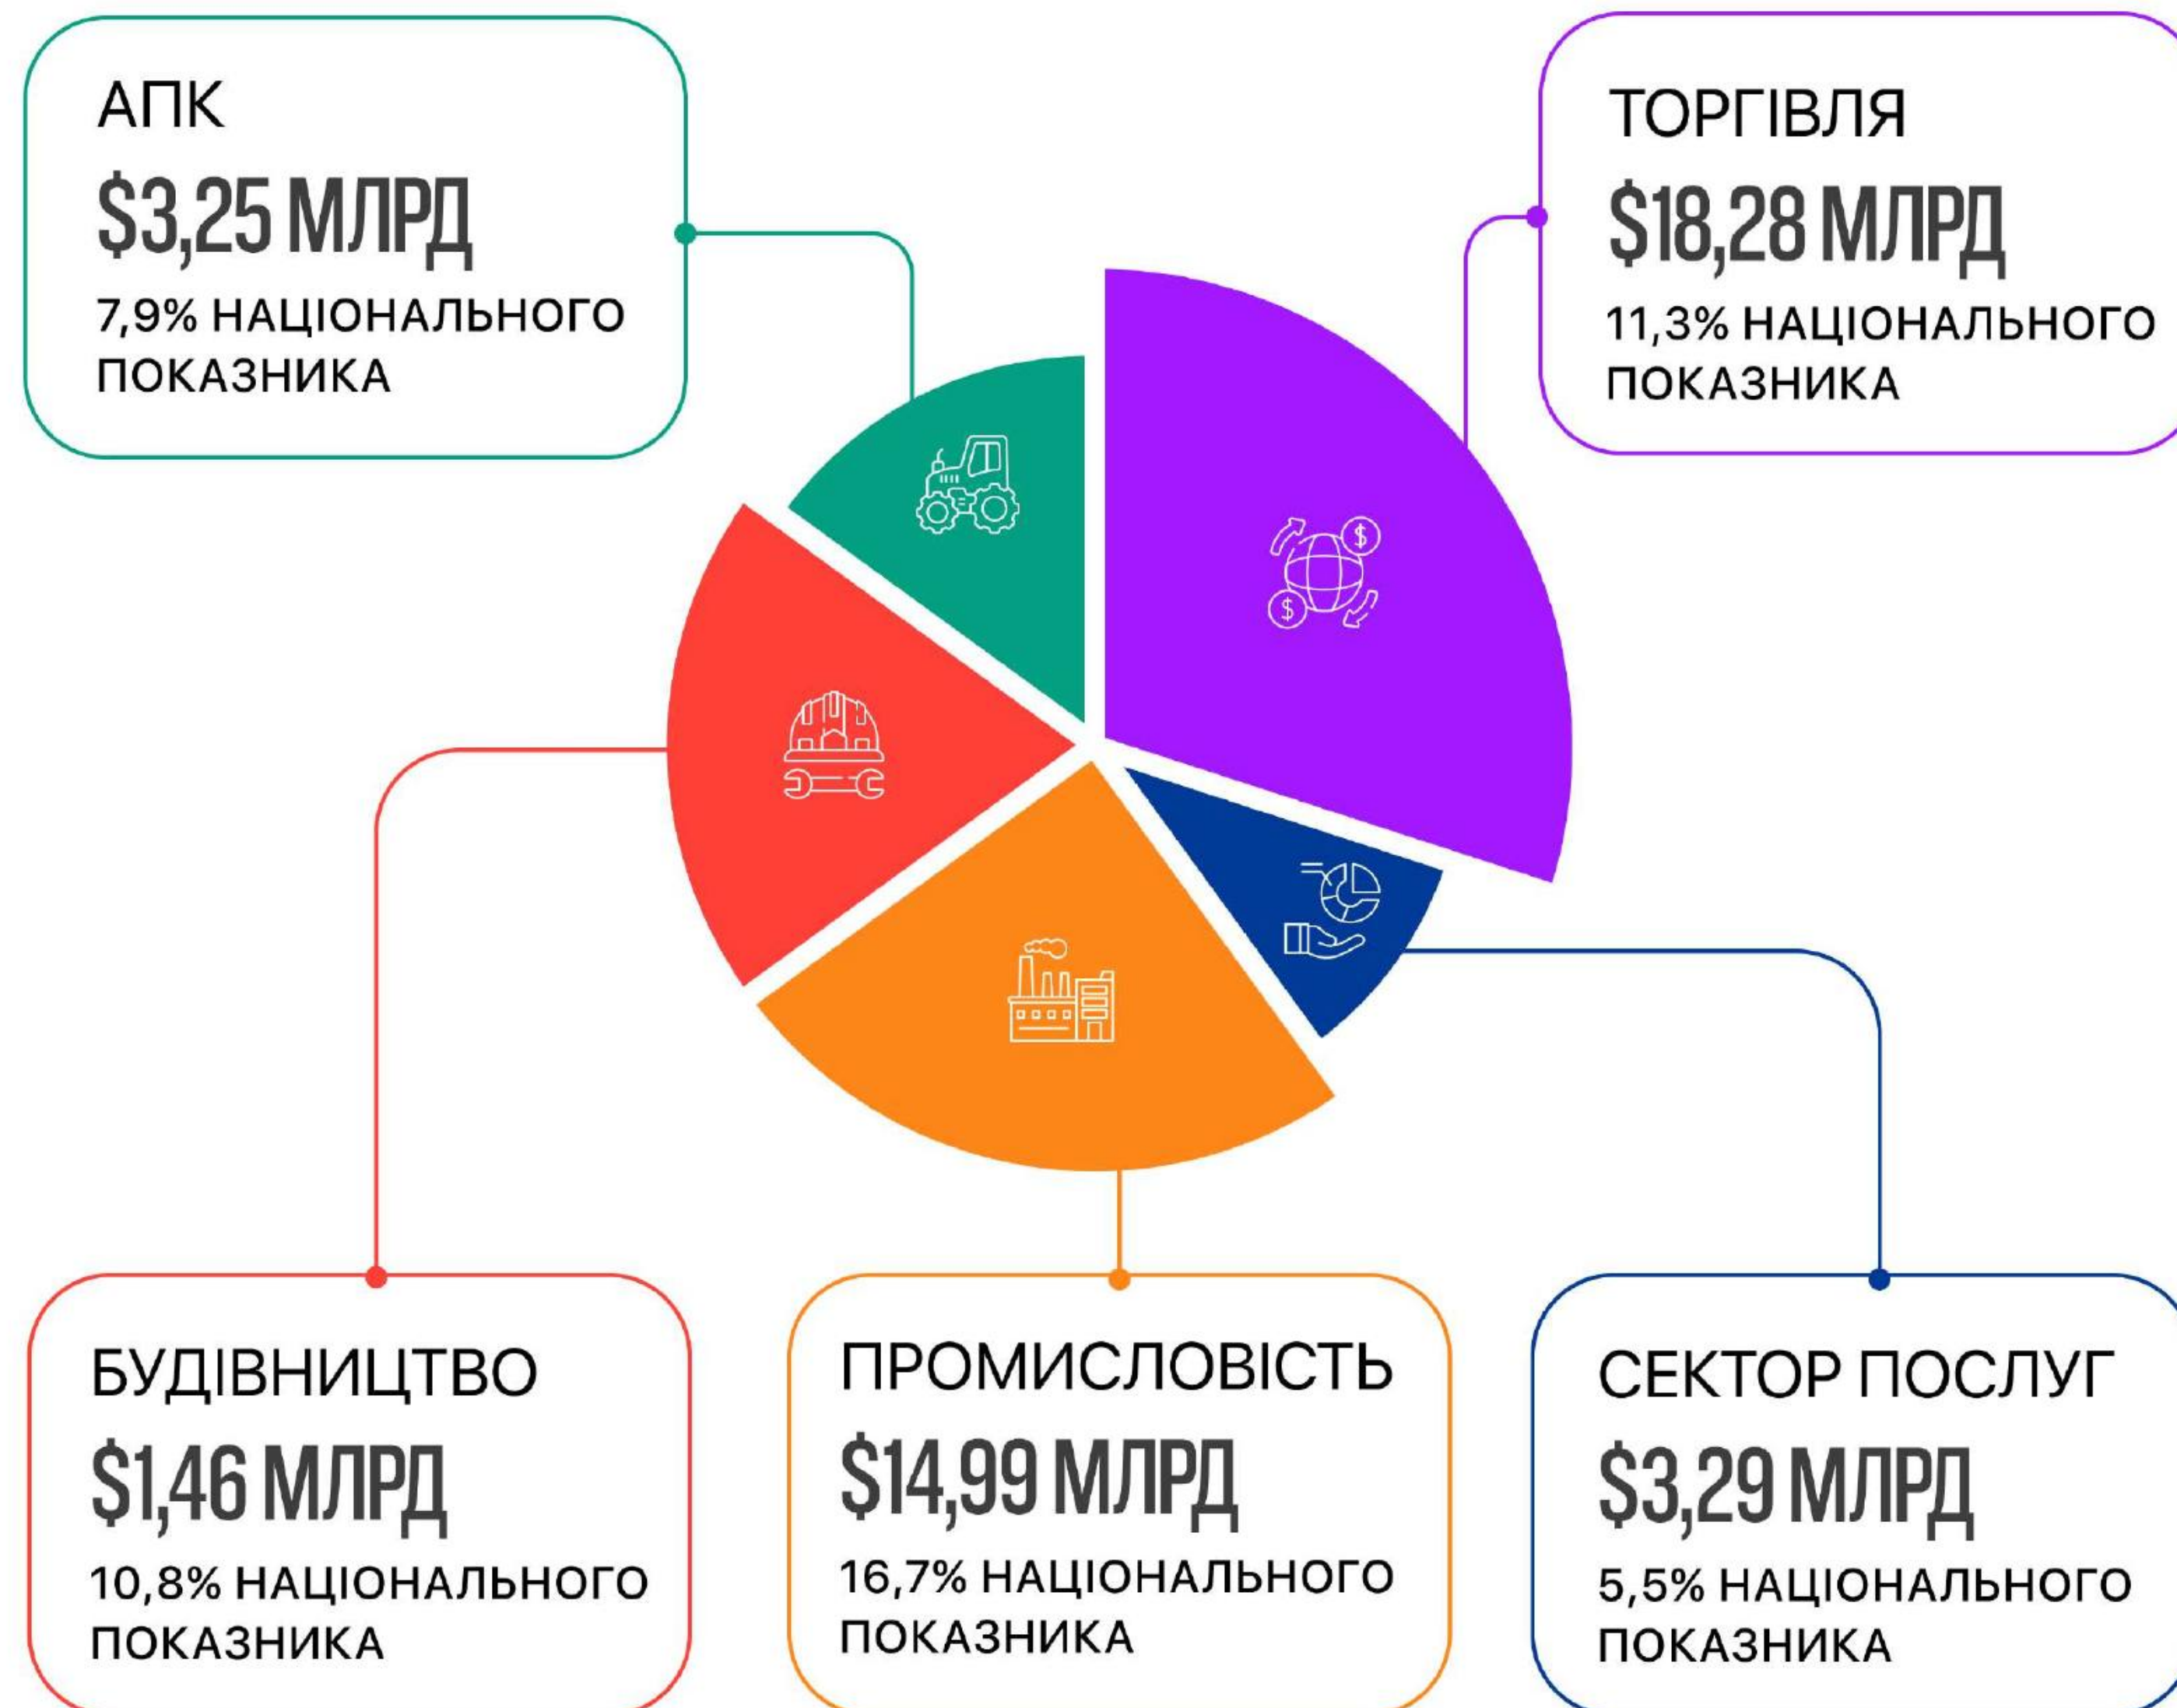 АПК
$3,25 МЛРД
7,9% НАЦІОНАЛЬНОГО
ПОКАЗНИКА
ТОРГІВЛЯ
$18,28 МЛРД
11,3% НАЦІОНАЛЬНОГО
ПОКАЗНИКА
$
$
БУДІВНИЦТВО
$1,46 МЛРД
10,8% НАЦІОНАЛЬНОГО
ПОКАЗНИКА
ПРОМИСЛОВІСТЬ
$14,99 МЛРД
16,7% НАЦІОНАЛЬНОГО
ПОКАЗНИКА
СЕКТОР ПОСЛУГ
$3,29 МЛРД
5,5% НАЦІОНАЛЬНОГО
ПОКАЗНИКА